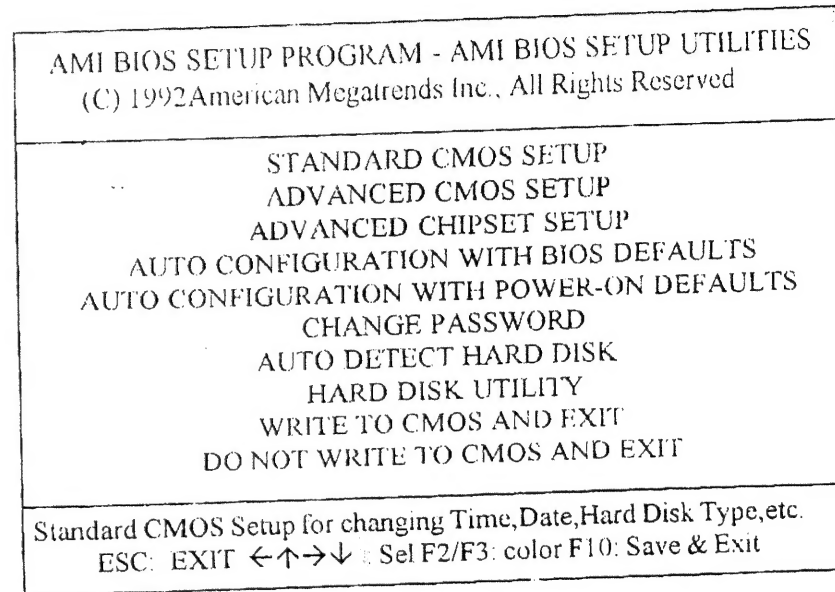 AMI BIOS SETUP PROGRAM - AMI BIOS SETUP UTILITIES
(C) 1992American Megatrends Inc., All Rights Reserved
STANDARD CMOS SETUP
ADVANCED CMOS SETUP
ADVANCED CHIPSET SETUP
AUTO CONFIGURATION WITH BIOS DEFAULTS
AUTO CONFIGURATION WITH POWER-ON DEFAULTS
CHANGE PASSWORD
AUTO DETECT HARD DISK
HARD DISK UTILITY
WRITE TO CMOS AND EXIT
DO NOT WRITE TO CMOS AND EXIT
Standard CMOS Setup for changing Time,Date,Hard Disk Type,etc.
ESC: EXIT ←↑→↓ : Sel F2/F3: color F10: Save & Exit